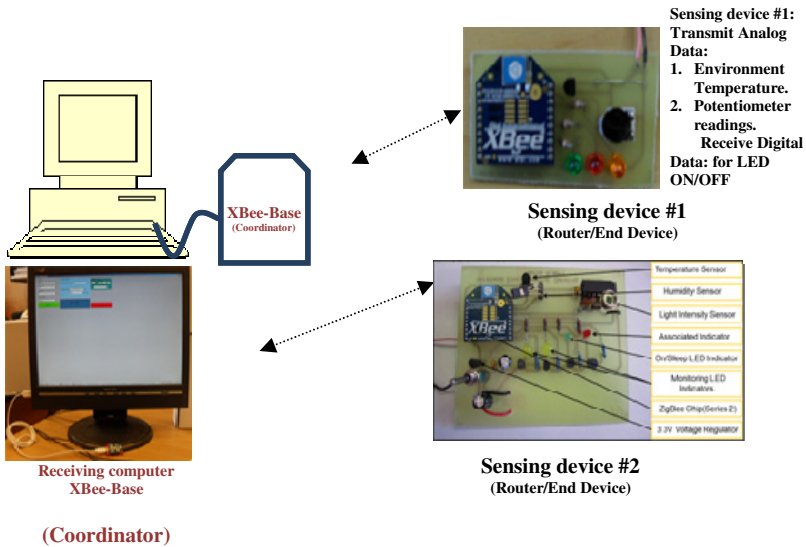 Sensing device #1:
Transmit Analog
Data:
1. Environment
Temperature.
2. Potentiometer
readings.
Receive Digital
Data: for LED
ON/OFF
XBee
XBee-Base
(Coordinator)
Sensing device #1
(Router/End Device)
Temperature Sensor
Humidity Sensor
Light Intensity Sensor
Associated Indicator
On/Sleep LED Indicator
Monitoring LED
Indicators
ZigBee Chip(Series-2)
3.3V Voltage Regulator
XBee
Receiving computer
XBee-Base
(Coordinator)
Sensing device #2
(Router/End Device)